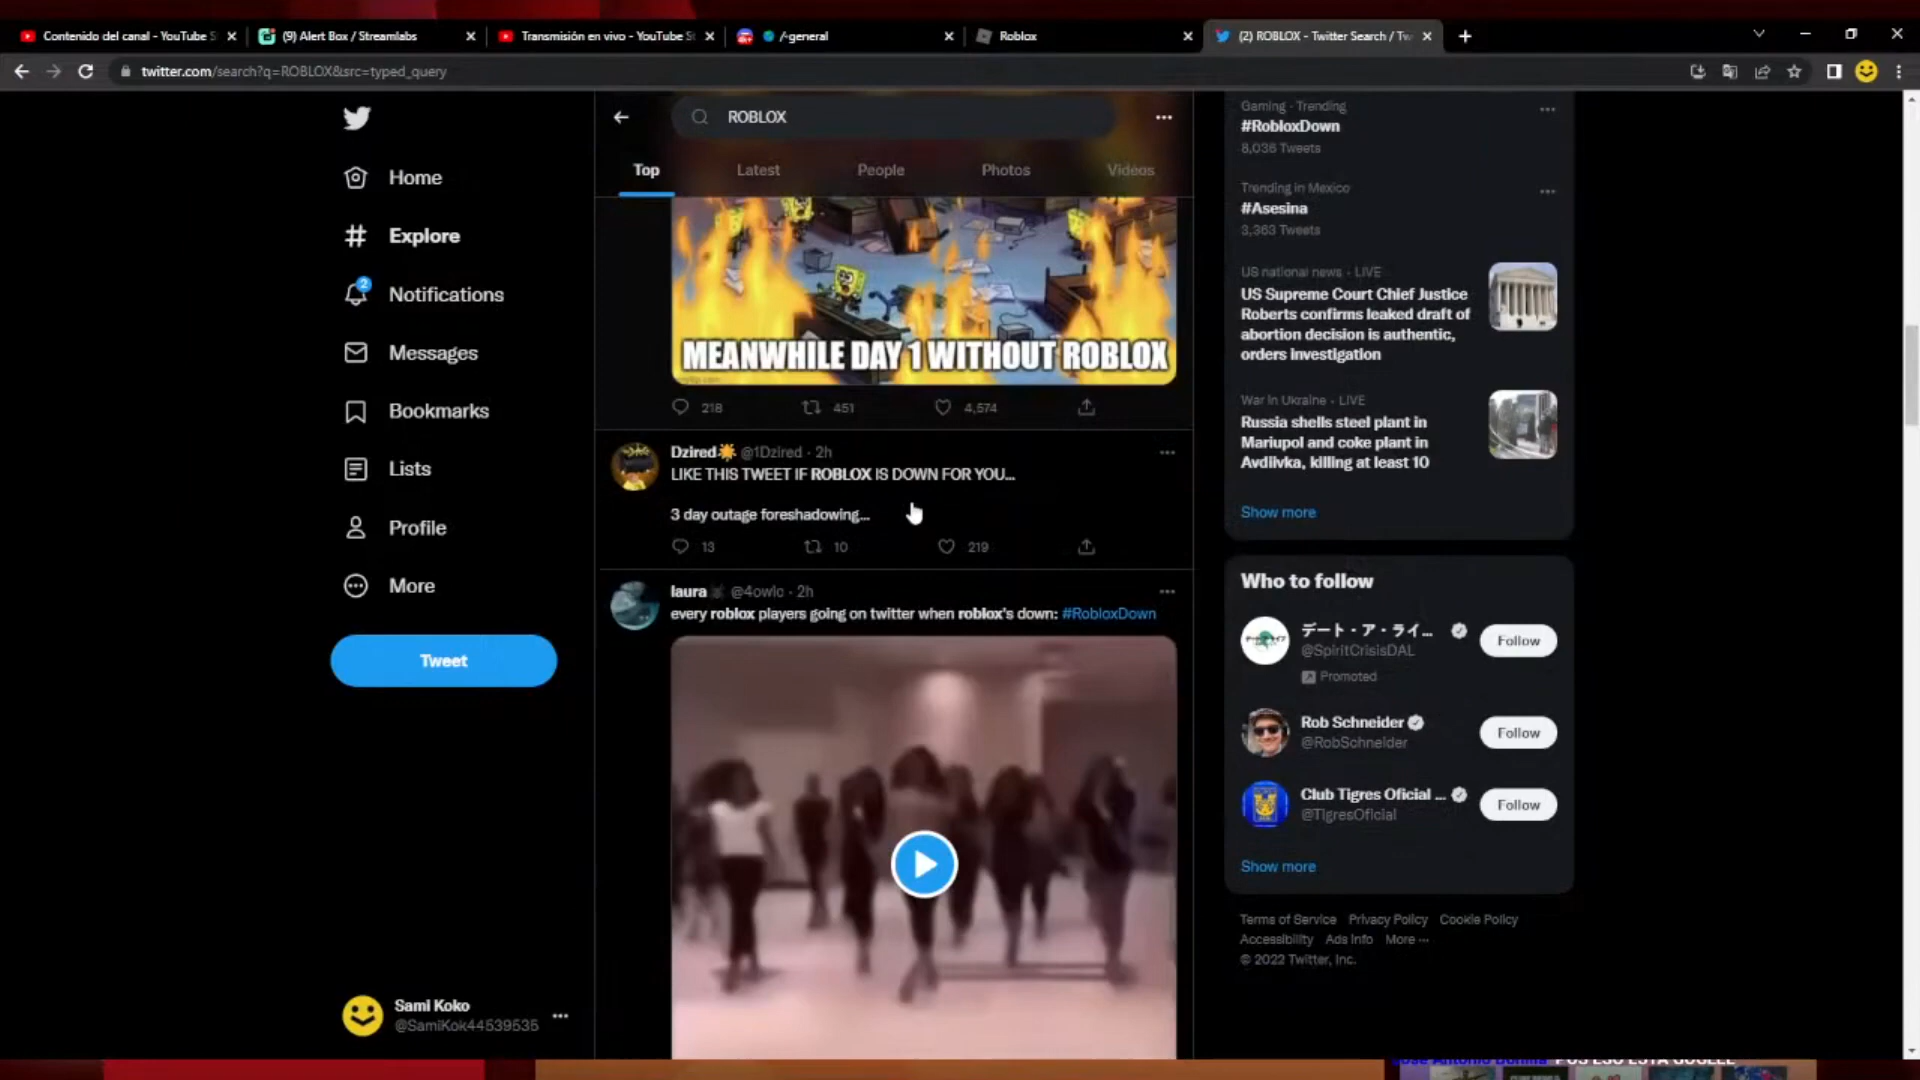 Contenido del canal - YouTube S
(9) Alert Box / Streamlabs
Transmisión en vivo - YouTube St
/-general
Roblox
(2) ROBLOX - Twitter Search / Tw
twitter.com/search?q=ROBLOX&src=typed_query
Home
Explore
2
Notifications
Messages
Bookmarks
Lists
Profile
More
Tweet
Sami Koko
@SamiKok44539535
ROBLOX
Top
Latest
People
Photos
Videos
MEANWHILE DAY 1 WITHOUT ROBLOX
218
451
4,574
Dzired @1Dzired · 2h
LIKE THIS TWEET IF ROBLOX IS DOWN FOR YOU...
3 day outage foreshadowing...
13
10
219
laura @4owlc · 2h
every roblox players going on twitter when roblox's down: #RobloxDown
Gaming · Trending
#RobloxDown
8,036 Tweets
Trending in Mexico
#Asesina
3,363 Tweets
US national news · LIVE
US Supreme Court Chief Justice
Roberts confirms leaked draft of
abortion decision is authentic,
orders investigation
War in Ukraine · LIVE
Russia shells steel plant in
Mariupol and coke plant in
Avdiivka, killing at least 10
Show more
Who to follow
デート・ア・ライ...
@SpiritCrisisDAL
Promoted
Follow
Rob Schneider
@RobSchneider
Follow
Club Tigres Oficial ...
@TigresOficial
Follow
Show more
Terms of Service Privacy Policy Cookie Policy
Accessibility Ads info More ···
© 2022 Twitter, Inc.